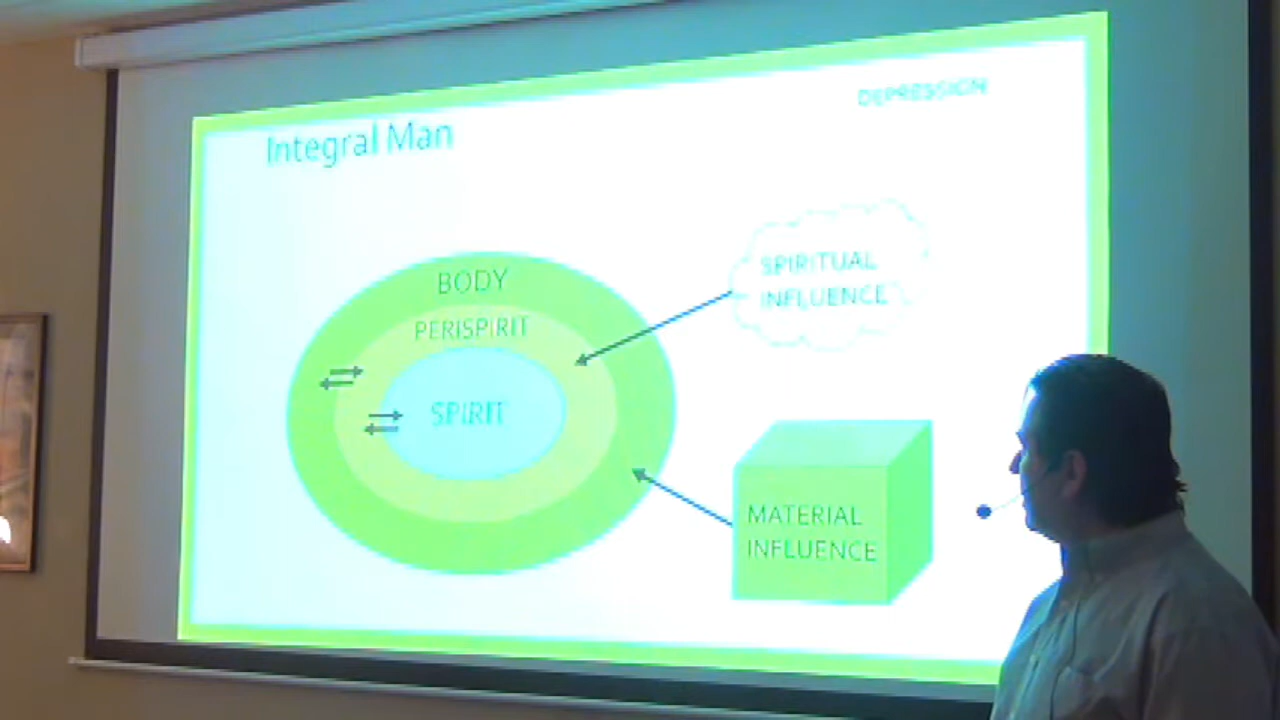 DEPRESSION
Integral Man
BODY
PERISPIRIT
SPIRIT
SPIRITUAL
INFLUENCE
MATERIAL
INFLUENCE